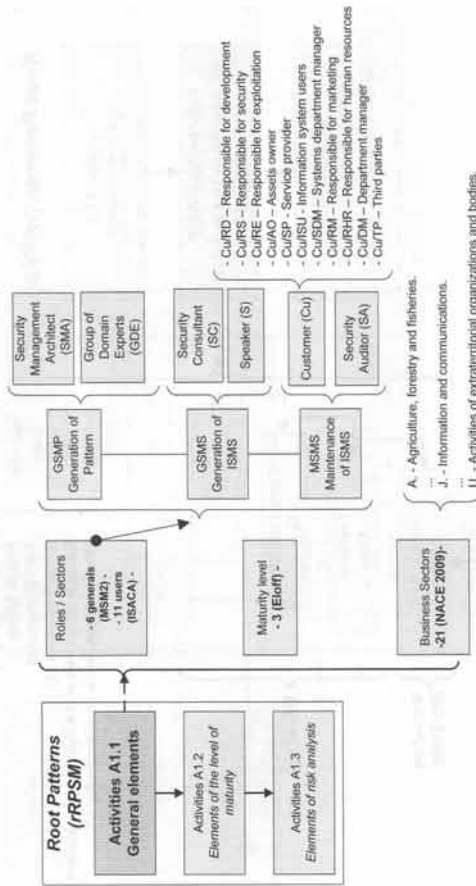 Root Patterns
(rRPSM)
Activities A1.1
General elements
Activities A1.2
Elements of the level of
maturity
Activities A1.3
Elements of risk analysis
Roles / Sectors
- 6 generals
(MSM2) -
- 11 users
(ISACA) -
Maturity level
- 3 (Eloff) -
Business Sectors
-21 (NACE 2009)-
GSMP
Generation of
Pattern
GSMS
Generation of
ISMS
MSMS
Maintenance
of ISMS
Security
Management
Architect
(SMA)
Group of
Domain
Experts
(GDE)
Security
Consultant
(SC)
Speaker (S)
Customer (Cu)
Security
Auditor (SA)
- Cu/RD – Responsible for development
- Cu/RS – Responsible for security
- Cu/RE – Responsible for exploitation
- Cu/AO – Assets owner
- Cu/SP - Service provider
- Cu/ISU - Information system users
- Cu/SDM – Systems department manager
- Cu/RM – Responsible for marketing
- Cu/RHR – Responsible for human resources
- Cu/DM – Department manager
- Cu/TP – Third parties
A. - Agriculture, forestry and fisheries.
...
J. - Information and communications.
...
U.- Activities of extraterritorial organizations and bodies.